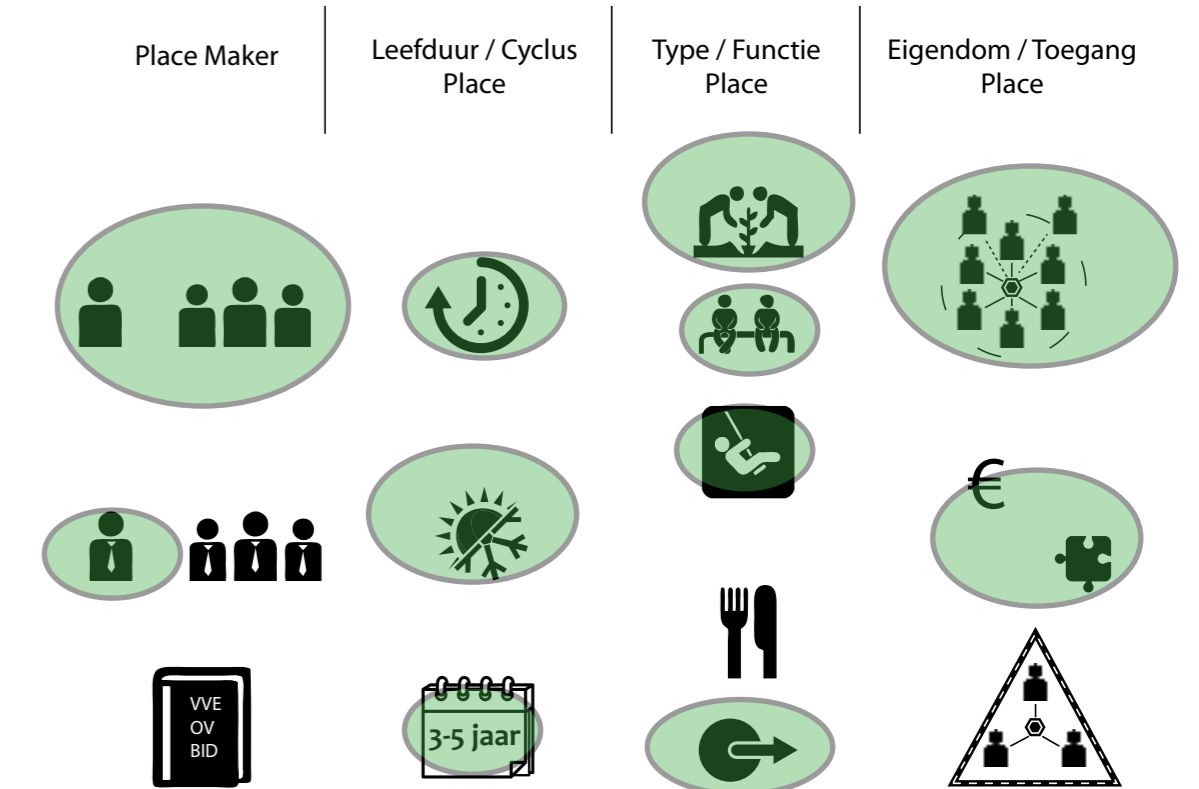 Place Maker
Leefduur / Cyclus
Place
Type / Functie
Place
Eigendom / Toegang
Place
€
VVE
OV
BID
3-5 jaar